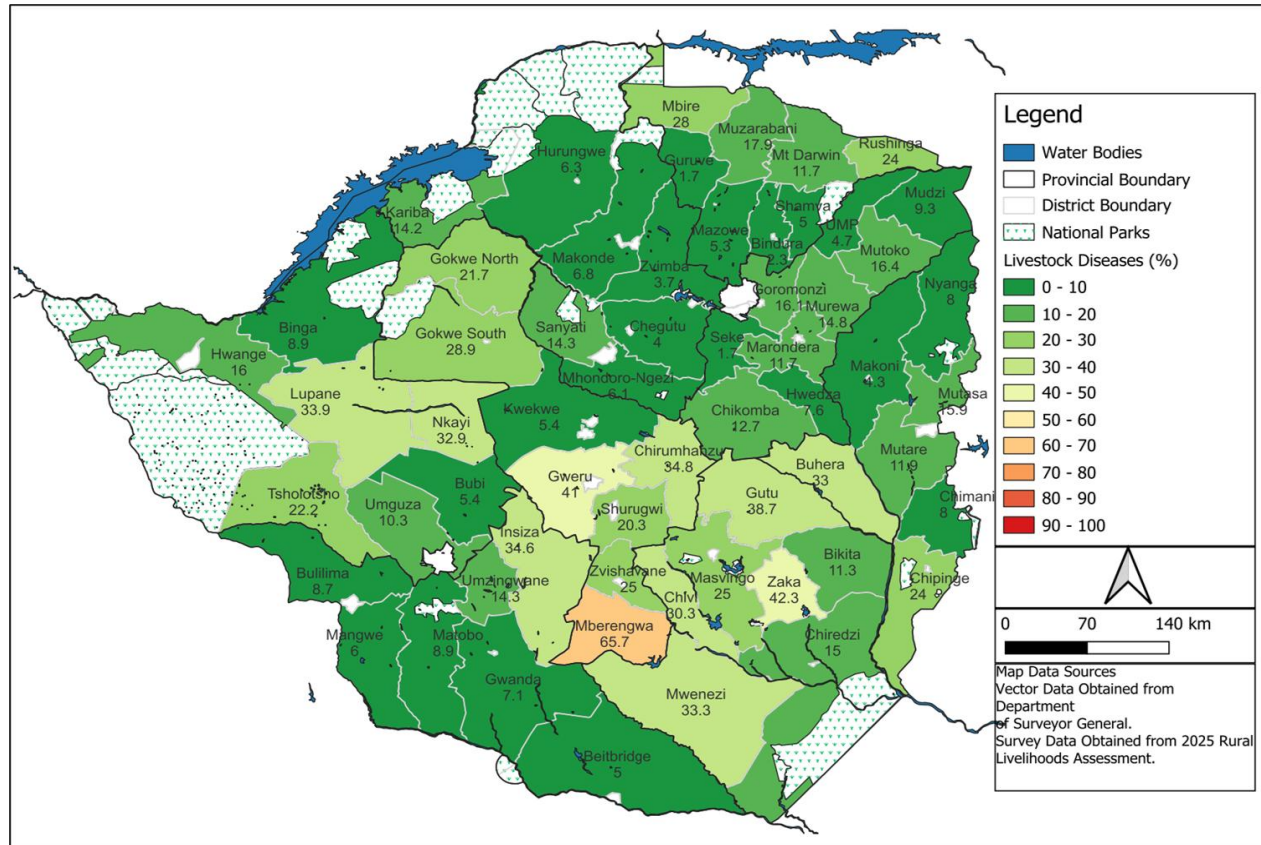 Mbire
28
Muzarabani
17.9
Mt Darwin
11.7
Rushinga
24
Hurungwe
6.3
Guruve
1.7
Shamva
5
Mudzi
9.3
UMP
4.7
Kariba
14.2
Mazowe
5.3
Bindura
2.3
Mutoko
16.4
Gokwe North
21.7
Makonde
6.8
Zvimba
3.7
Goromonzi
16.1
Murewa
14.8
Nyanga
8
Binga
8.9
Gokwe South
28.9
Sanyati
14.3
Chegutu
4
Seke
1.7
Marondera
11.7
Hwange
16
Makoni
4.3
Mhondoro-Ngezi
6.1
Hwedza
7.6
Mutasa
15.9
Lupane
33.9
Nkayi
32.9
Kwekwe
5.4
Chikomba
12.7
Chirumhanzu
34.8
Mutare
11.9
Buhera
33
Gweru
41
Bubi
5.4
Tsholotsho
22.2
Umguza
10.3
Shurugwi
20.3
Gutu
38.7
Chimani
8
Insiza
34.6
Bikita
11.3
Zvishavane
25
Masvingo
25
Zaka
42.3
Chipinge
24
Bulilima
8.7
Umzingwane
14.3
ChM
30.3
Mberengwa
65.7
Mangwe
6
Matobo
8.9
Chiredzi
15
Gwanda
7.1
Mwenezi
33.3
Beitbridge
5
Legend
Water Bodies
Provincial Boundary
District Boundary
National Parks
Livestock Diseases (%)
0 - 10
10 - 20
20 - 30
30 - 40
40 - 50
50 - 60
60 - 70
70 - 80
80 - 90
90 - 100
0 70 140 km
Map Data Sources
Vector Data Obtained from
Department
of Surveyor General.
Survey Data Obtained from 2025 Rural
Livelihoods Assessment.